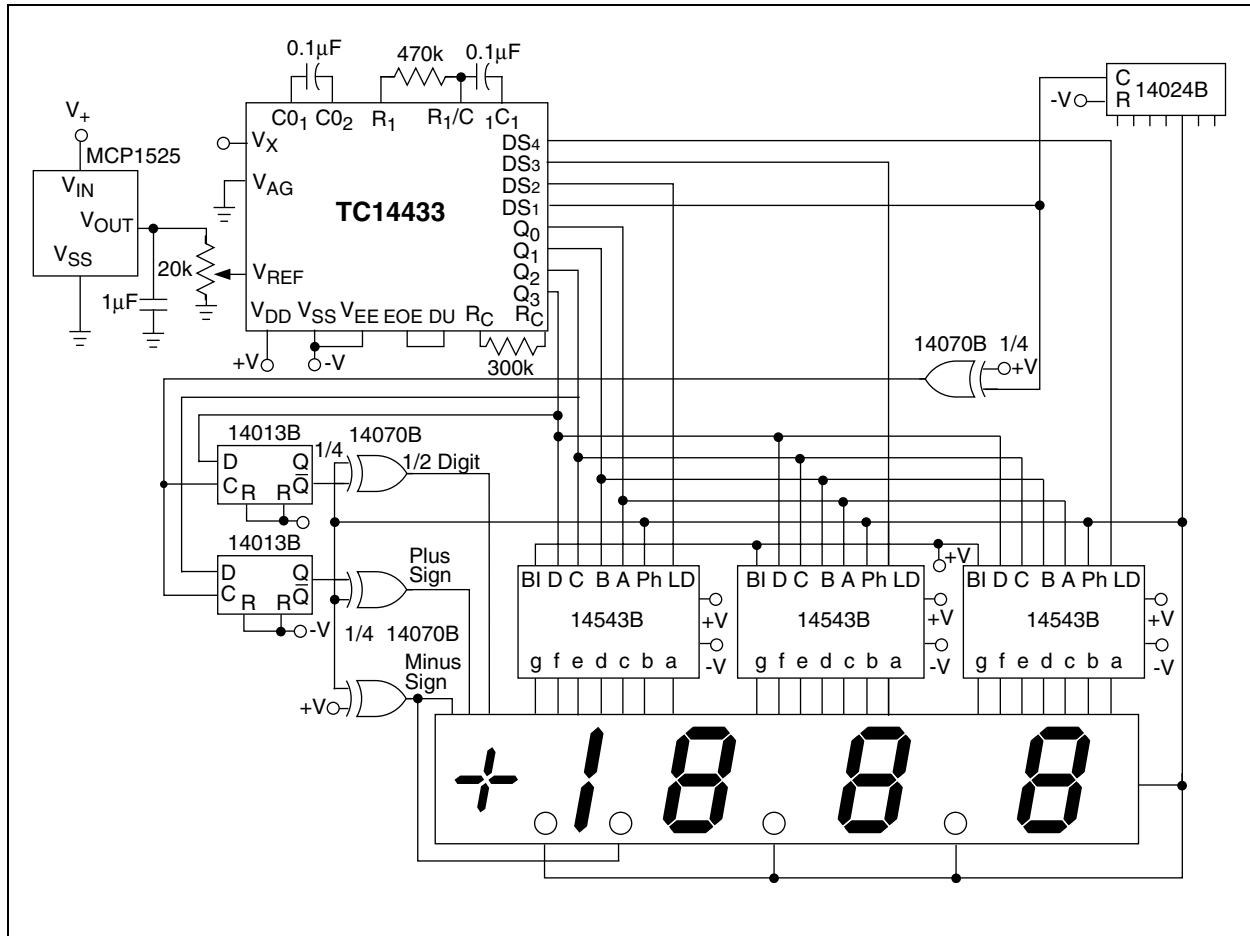 0.1µF 470k 0.1µF
V+
MCP1525
VIN
VOUT
VSS
20k
1µF
C01 C02 R1 R1/C 1C1
VX
VAG
TC14433
VREF
VDD VSS VEE EOE DU RC RC
DS4
DS3
DS2
DS1
Q0
Q1
Q2
Q3
+V -V 300k
C
R
14024B
-V
14070B 1/4
+V
14013B
D Q
C R R Q̅
1/4 14070B
1/2 Digit
14013B
D Q
C R R Q̅
-V
Plus
Sign
1/4 14070B
Minus
Sign
+V
+V
BI D C B A Ph LD
14543B
g f e d c b a
+V
-V
BI D C B A Ph LD
14543B
g f e d c b a
+V
-V
BI D C B A Ph LD
14543B
g f e d c b a
+V
-V
+1 8 8 8